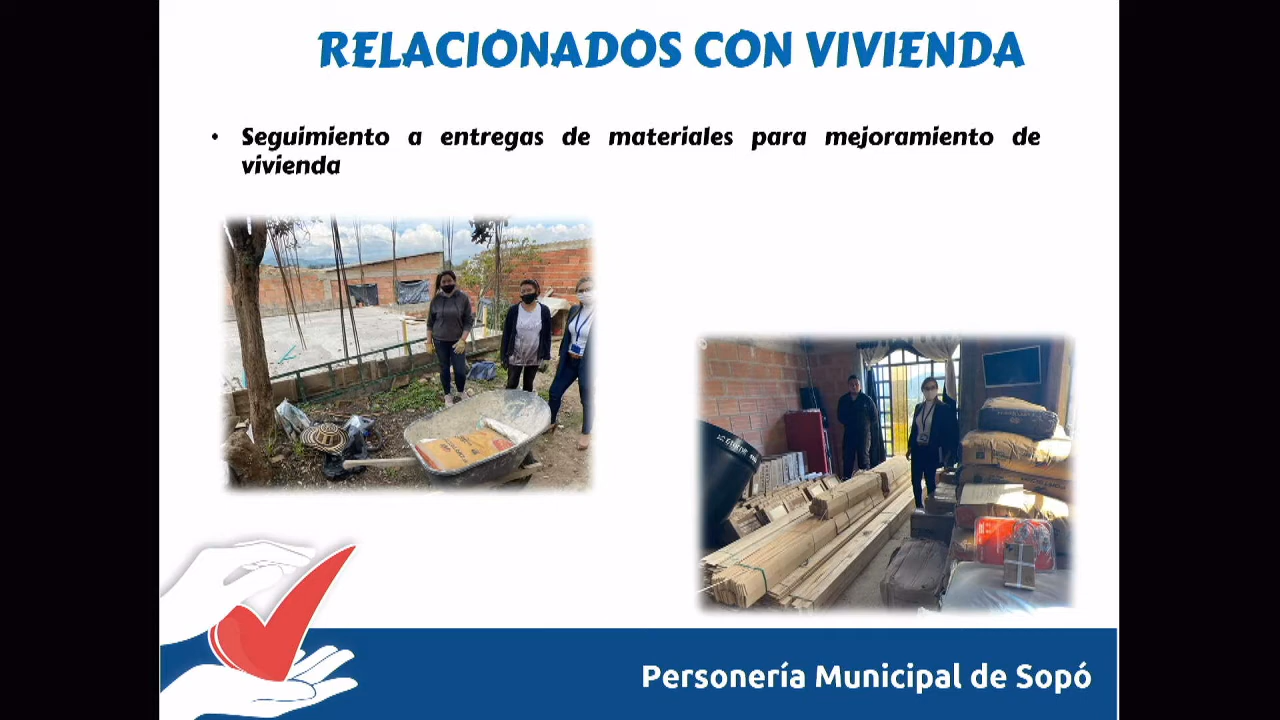 RELACIONADOS CON VIVIENDA
• Seguimiento a entregas de materiales para mejoramiento de
vivienda
Personería Municipal de Sopó